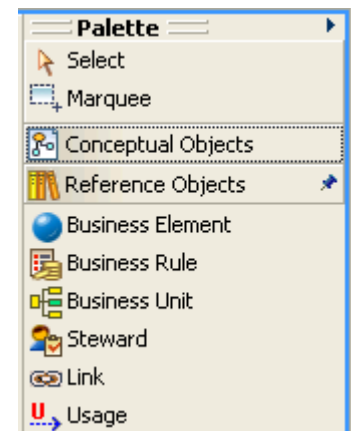 Palette
Select
Marquee
Conceptual Objects
Reference Objects
Business Element
Business Rule
Business Unit
Steward
Link
U Usage